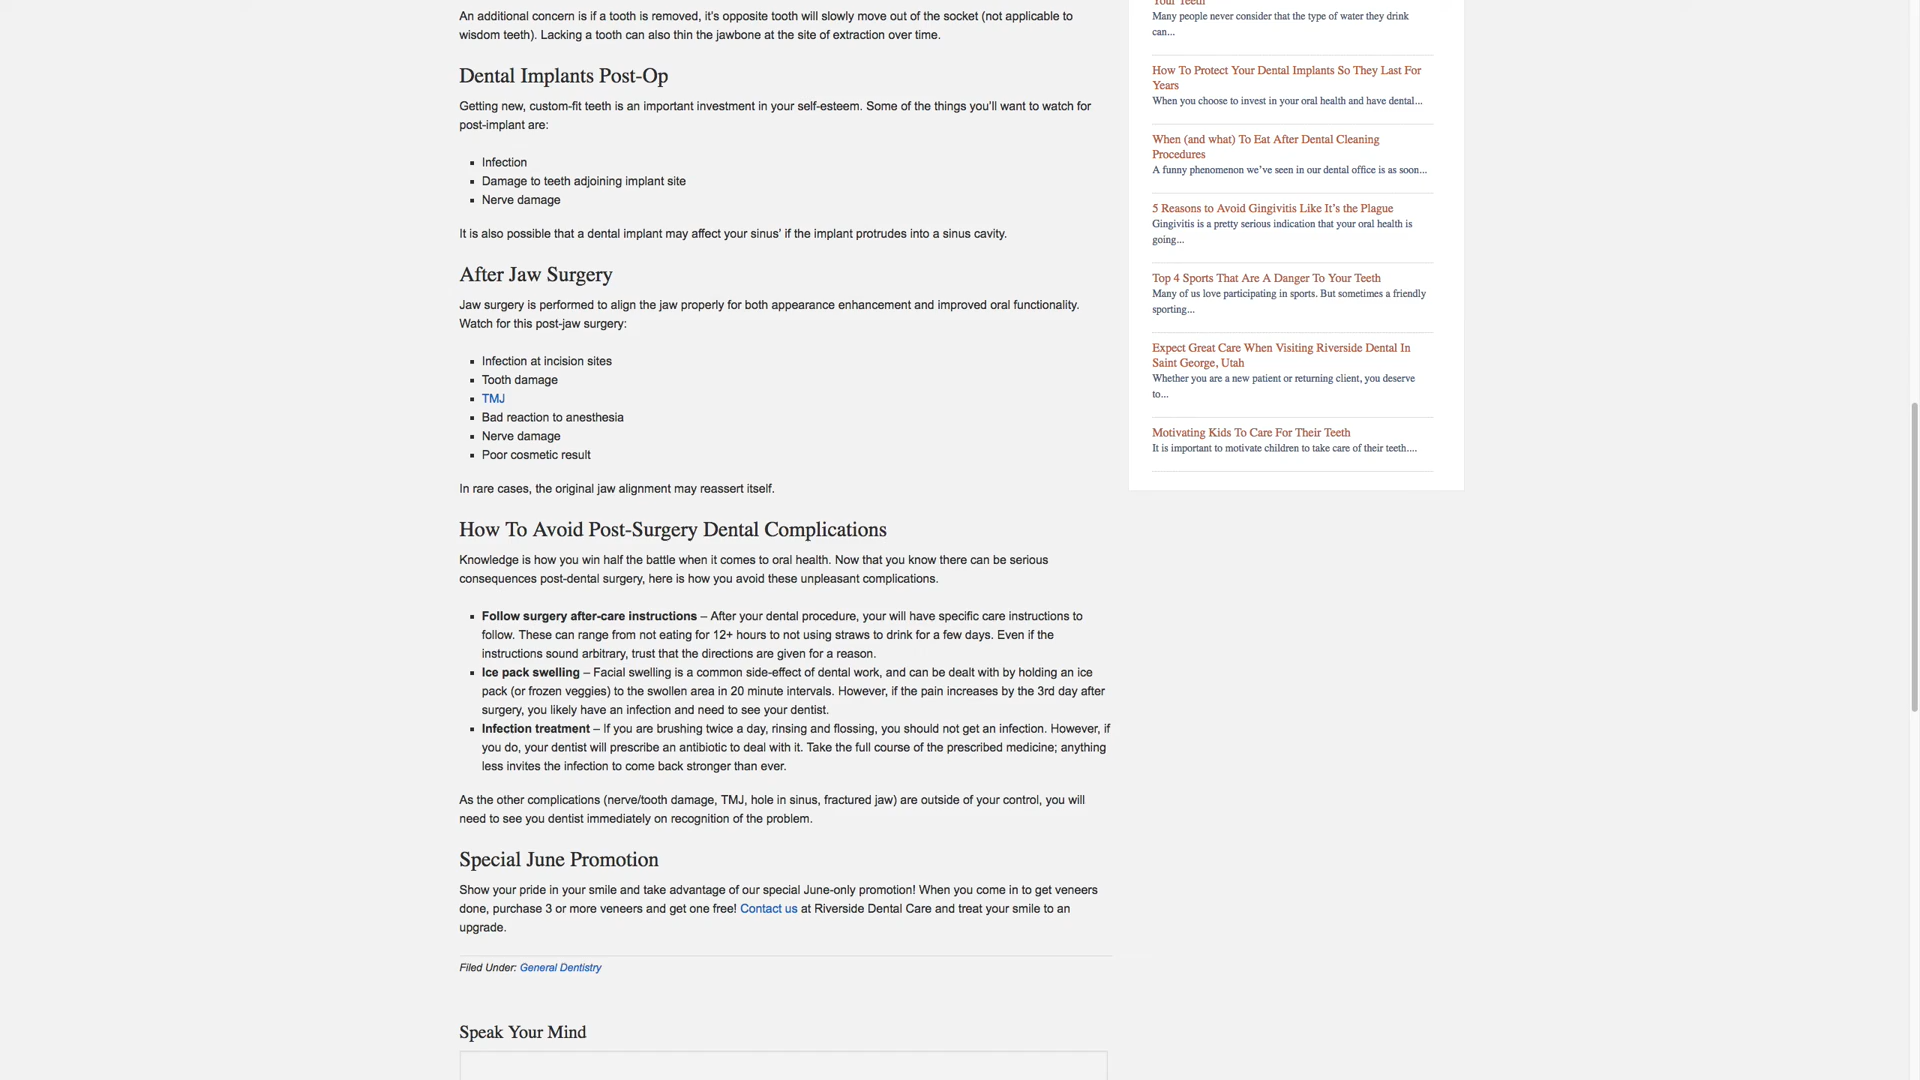 An additional concern is if a tooth is removed, it's opposite tooth will slowly move out of the socket (not applicable to
wisdom teeth). Lacking a tooth can also thin the jawbone at the site of extraction over time.
Dental Implants Post-Op
Getting new, custom-fit teeth is an important investment in your self-esteem. Some of the things you'll want to watch for
post-implant are:
Infection
Damage to teeth adjoining implant site
Nerve damage
It is also possible that a dental implant may affect your sinus' if the implant protrudes into a sinus cavity.
After Jaw Surgery
Jaw surgery is performed to align the jaw properly for both appearance enhancement and improved oral functionality.
Watch for this post-jaw surgery:
Infection at incision sites
Tooth damage
TMJ
Bad reaction to anesthesia
Nerve damage
Poor cosmetic result
In rare cases, the original jaw alignment may reassert itself.
How To Avoid Post-Surgery Dental Complications
Knowledge is how you win half the battle when it comes to oral health. Now that you know there can be serious
consequences post-dental surgery, here is how you avoid these unpleasant complications.
Follow surgery after-care instructions – After your dental procedure, your will have specific care instructions to
follow. These can range from not eating for 12+ hours to not using straws to drink for a few days. Even if the
instructions sound arbitrary, trust that the directions are given for a reason.
Ice pack swelling – Facial swelling is a common side-effect of dental work, and can be dealt with by holding an ice
pack (or frozen veggies) to the swollen area in 20 minute intervals. However, if the pain increases by the 3rd day after
surgery, you likely have an infection and need to see your dentist.
Infection treatment – If you are brushing twice a day, rinsing and flossing, you should not get an infection. However, if
you do, your dentist will prescribe an antibiotic to deal with it. Take the full course of the prescribed medicine; anything
less invites the infection to come back stronger than ever.
As the other complications (nerve/tooth damage, TMJ, hole in sinus, fractured jaw) are outside of your control, you will
need to see you dentist immediately on recognition of the problem.
Special June Promotion
Show your pride in your smile and take advantage of our special June-only promotion! When you come in to get veneers
done, purchase 3 or more veneers and get one free! Contact us at Riverside Dental Care and treat your smile to an
upgrade.
Filed Under: General Dentistry
Speak Your Mind
Your Teeth
Many people never consider that the type of water they drink
can...
How To Protect Your Dental Implants So They Last For
Years
When you choose to invest in your oral health and have dental...
When (and what) To Eat After Dental Cleaning
Procedures
A funny phenomenon we've seen in our dental office is as soon...
5 Reasons to Avoid Gingivitis Like It's the Plague
Gingivitis is a pretty serious indication that your oral health is
going...
Top 4 Sports That Are A Danger To Your Teeth
Many of us love participating in sports. But sometimes a friendly
sporting...
Expect Great Care When Visiting Riverside Dental In
Saint George, Utah
Whether you are a new patient or returning client, you deserve
to...
Motivating Kids To Care For Their Teeth
It is important to motivate children to take care of their teeth....